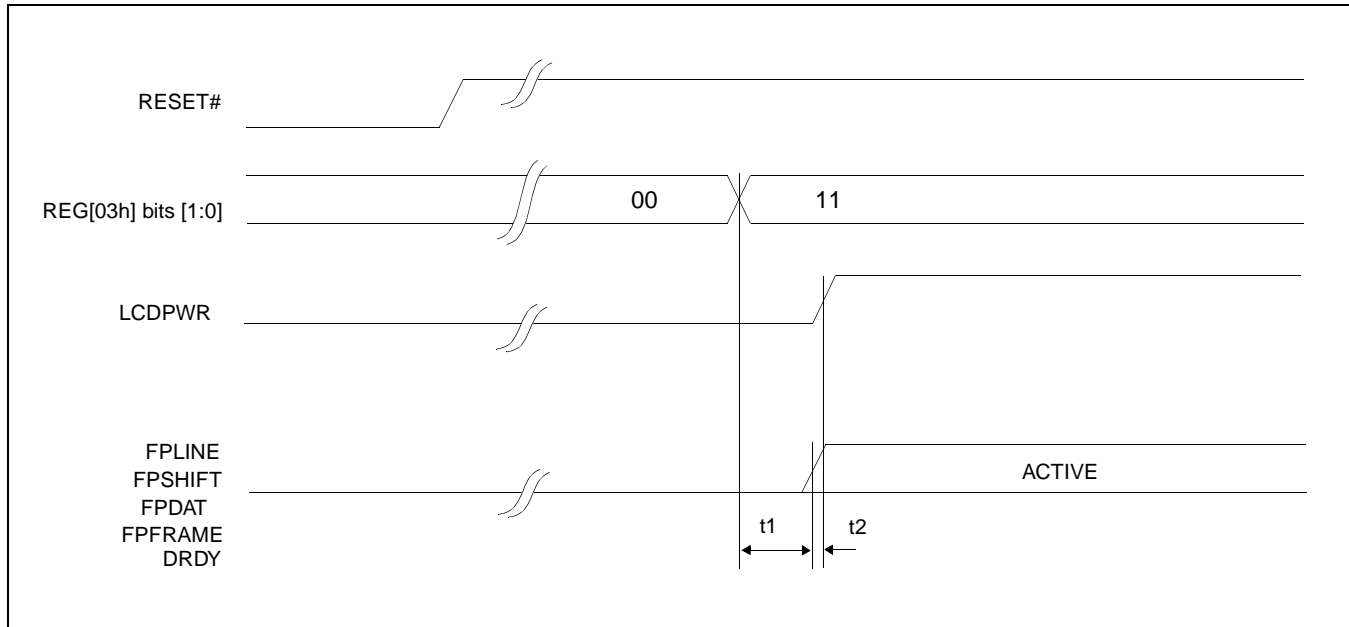 RESET#
REG[03h] bits [1:0]
00
11
LCDPWR
FPLINE
FPSHIFT
FPDAT
FPFRAME
DRDY
ACTIVE
t1
t2